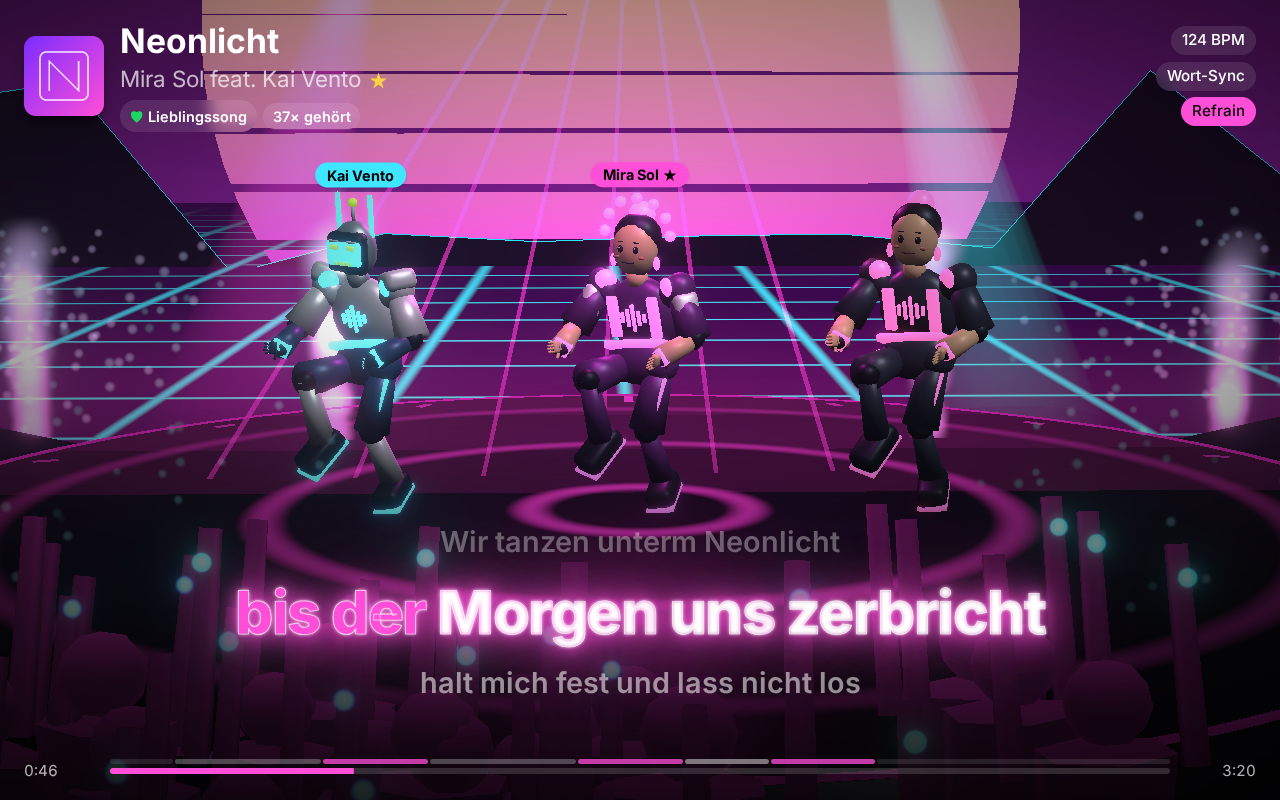 N
Neonlicht
Mira Sol feat. Kai Vento ★
Lieblingssong
37× gehört
124 BPM
Wort-Sync
Refrain
Kai Vento
Mira Sol ★
Wir tanzen unterm Neonlicht
bis der Morgen uns zerbricht
halt mich fest und lass nicht los
0:46
3:20